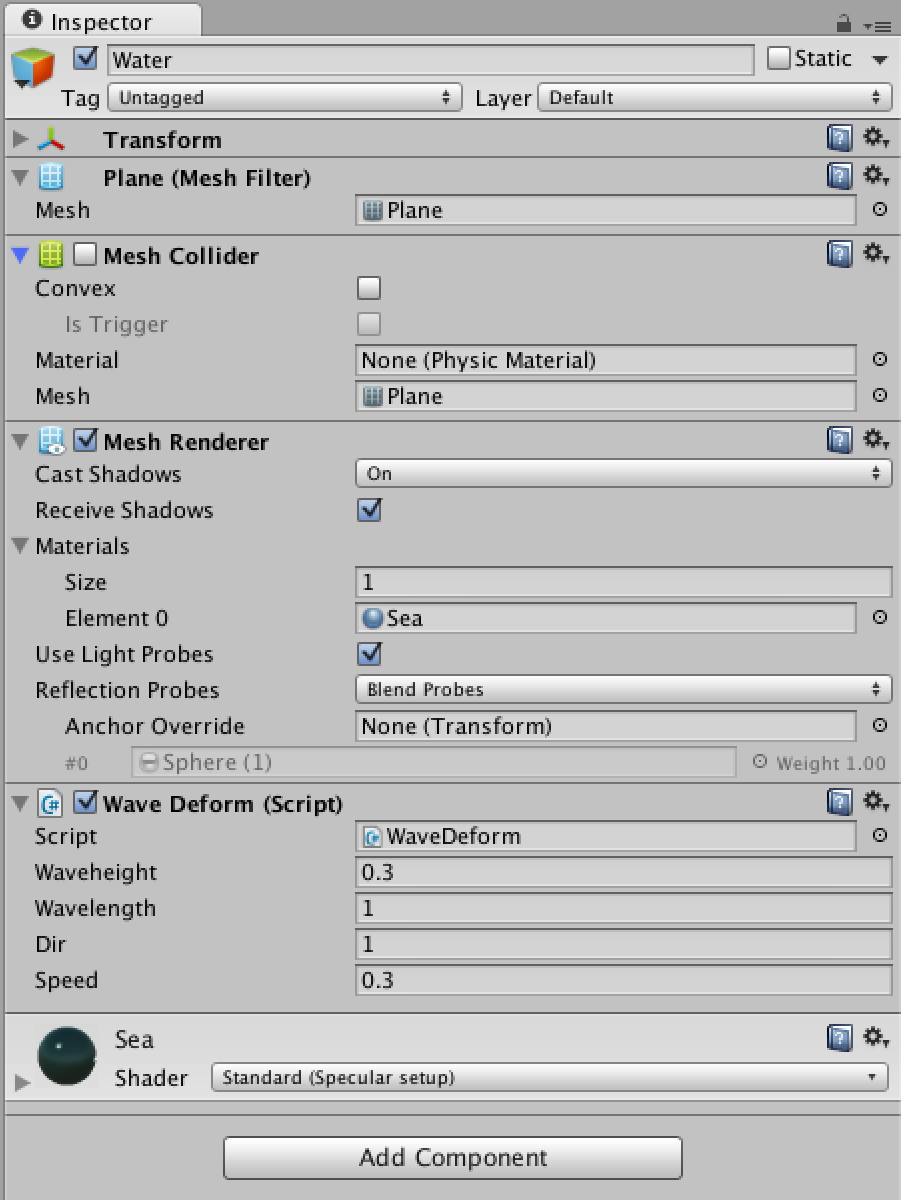 Inspector
Water
Static
Tag Untagged Layer Default
Transform
Plane (Mesh Filter)
Mesh Plane
Mesh Collider
Convex
Is Trigger
Material None (Physic Material)
Mesh Plane
Mesh Renderer
Cast Shadows On
Receive Shadows
Materials
Size 1
Element 0 Sea
Use Light Probes
Reflection Probes Blend Probes
Anchor Override None (Transform)
#0 Sphere (1) Weight 1.00
C# Wave Deform (Script)
Script WaveDeform
Waveheight 0.3
Wavelength 1
Dir 1
Speed 0.3
Sea
Shader Standard (Specular setup)
Add Component